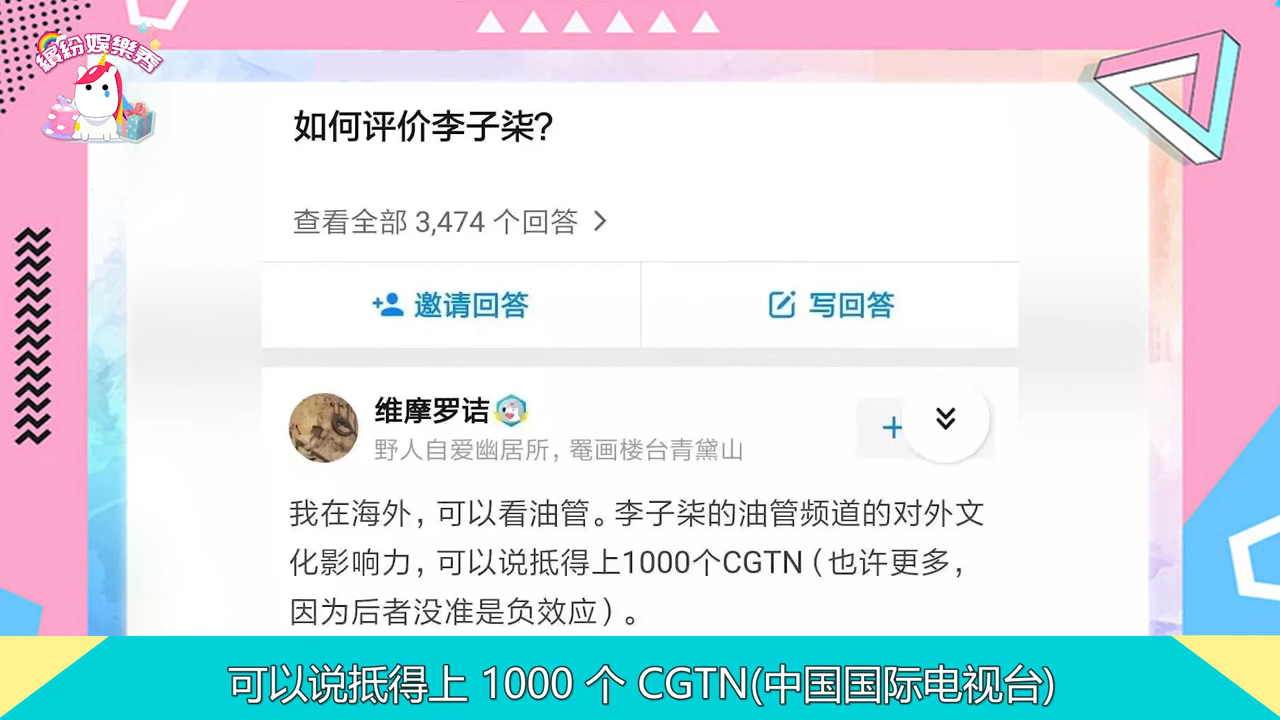 繽紛娛樂秀
如何评价李子柒?
查看全部 3,474 个回答
邀请回答
写回答
维摩罗诘
野人自爱幽居所，罨画楼台青黛山
我在海外，可以看油管。李子柒的油管频道的对外文
化影响力，可以说抵得上1000个CGTN（也许更多，
因为后者没准是负效应）。
可以说抵得上 1000 个 CGTN(中国国际电视台)